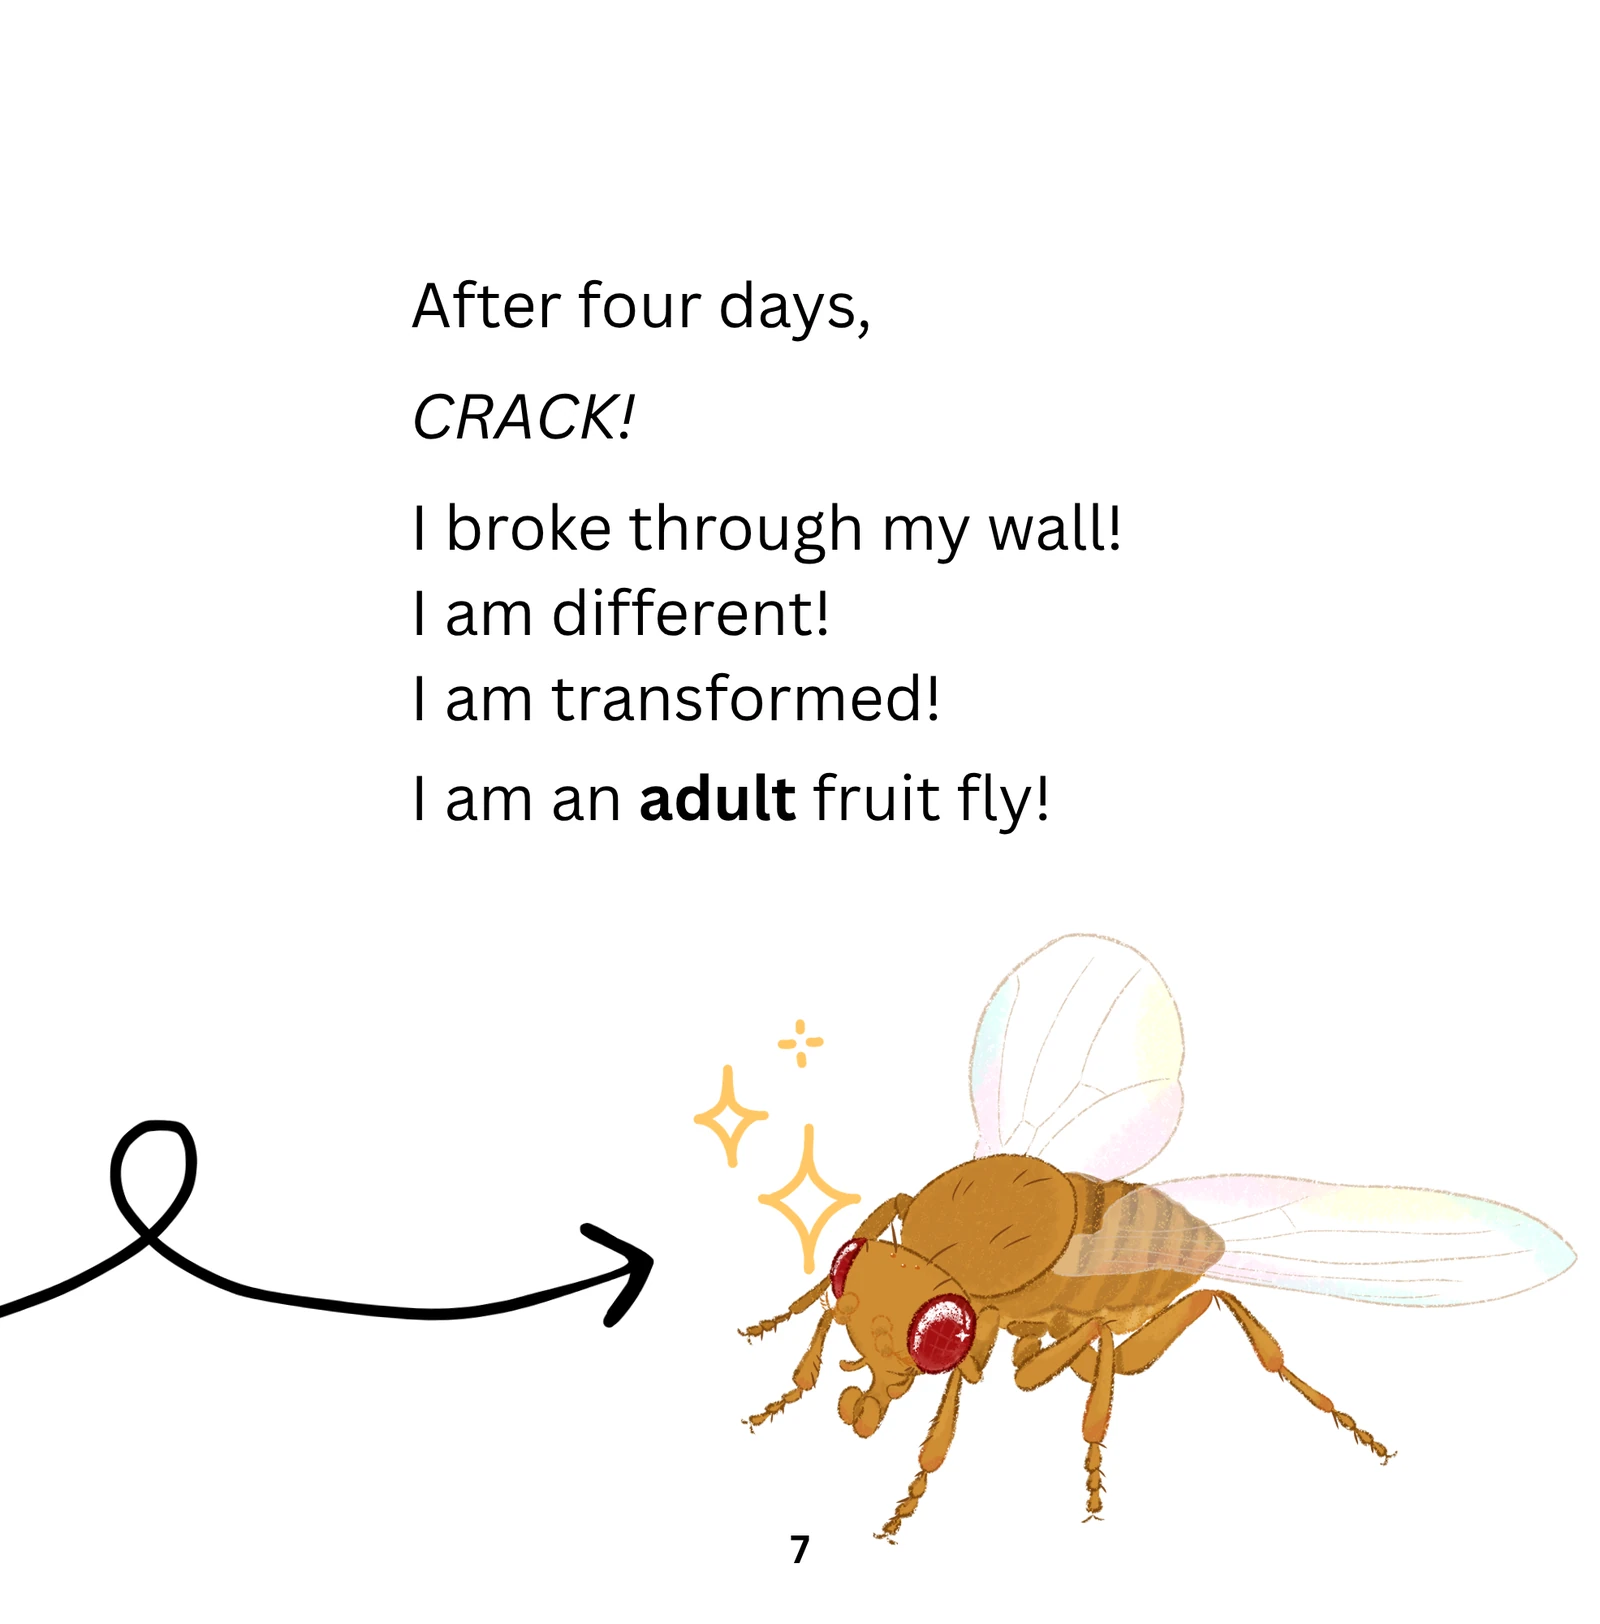 After four days,
CRACK!
I broke through my wall!
I am different!
I am transformed!
I am an adult fruit fly!
7